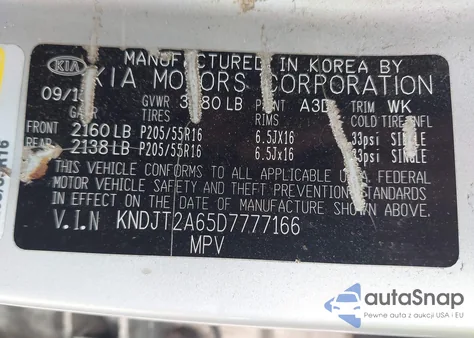 KIA
MANUFACTURED IN KOREA BY
KIA MOTORS CORPORATION
GVWR LB PAINT A3D TRIM WK
GAWR TIRES RIMS COLD TIRE INFL
FRONT 2160 LB P205/55R16 6.5JX16 33psi SINGLE
REAR 2138 LB P205/55R16 6.5JX16 33psi SINGLE
THIS VEHICLE CONFORMS TO ALL APPLICABLE U.S.A. FEDERAL
MOTOR VEHICLE SAFETY AND THEFT PREVENTION STANDARDS
IN EFFECT ON THE DATE OF MANUFACTURE SHOWN ABOVE.
V.I.N KNDJT2A65D7777166
MPV
autoSnap
Pewne auta z aukcji USA i EU